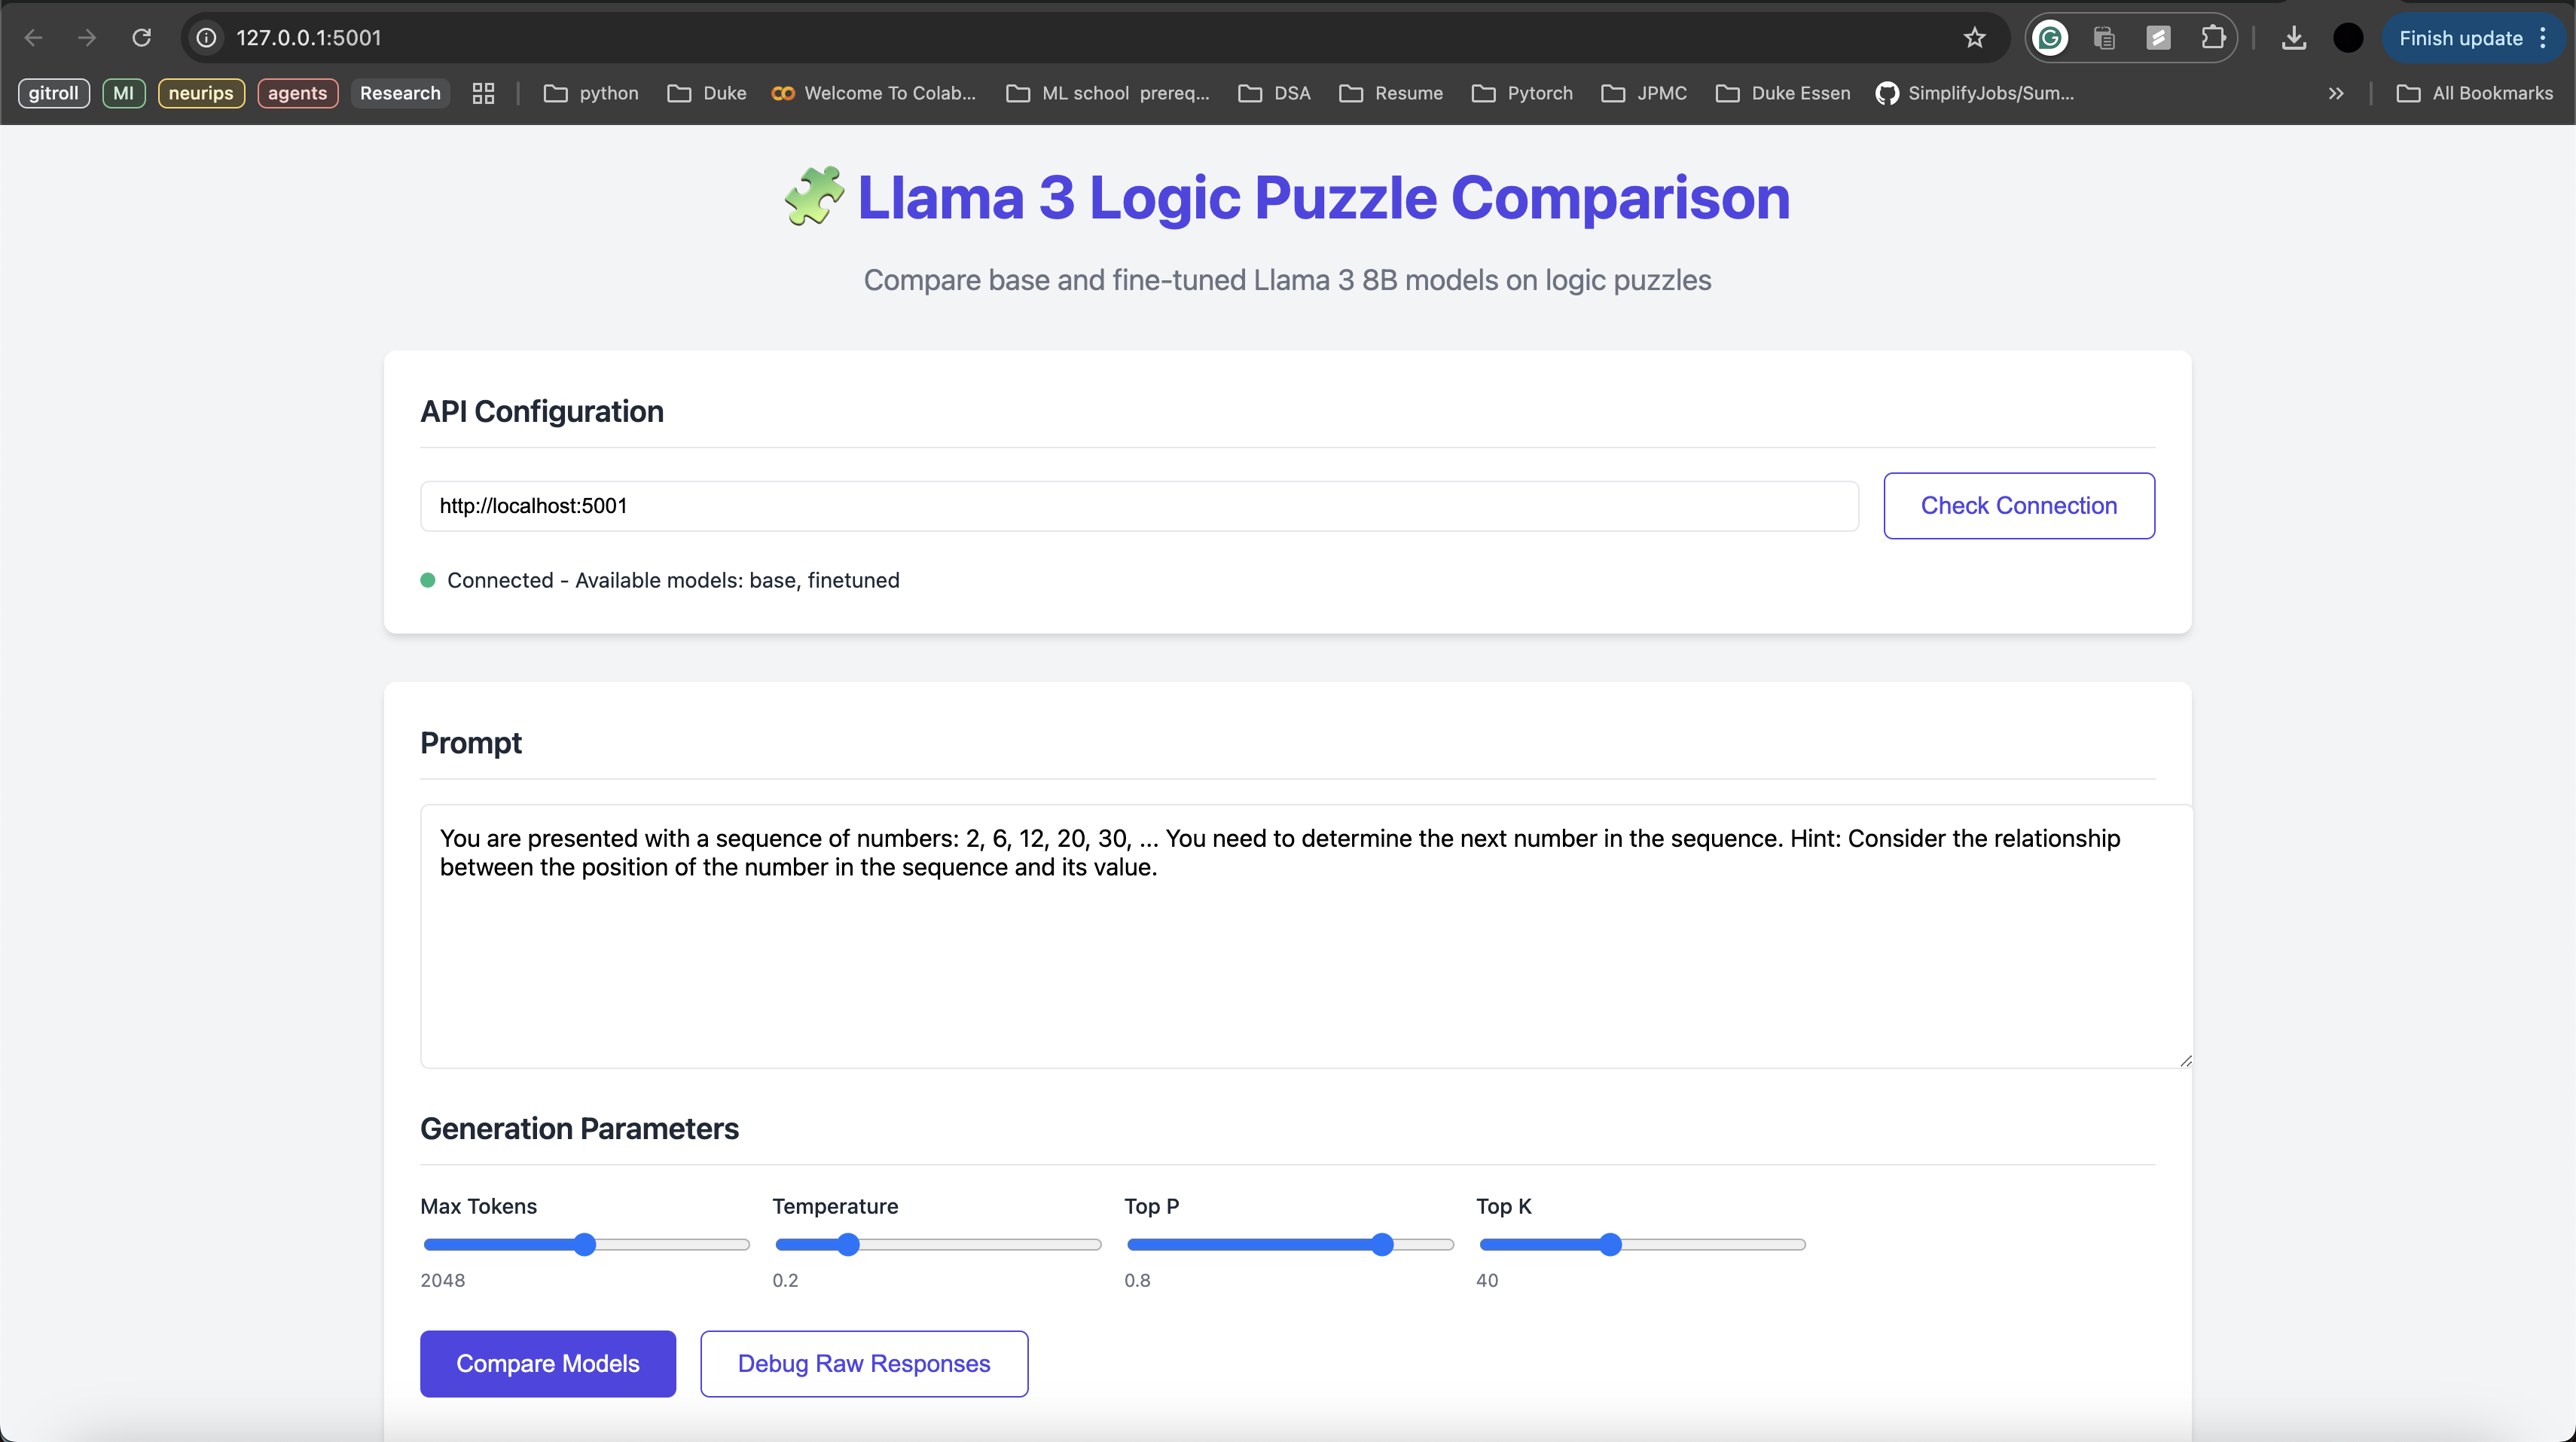 127.0.0.1:5001
Finish update
gitroll
MI
neurips
agents
Research
python
Duke
Welcome To Colab...
ML school prereq...
DSA
Resume
Pytorch
JPMC
Duke Essen
SimplifyJobs/Sum...
All Bookmarks
Llama 3 Logic Puzzle Comparison
Compare base and fine-tuned Llama 3 8B models on logic puzzles
API Configuration
http://localhost:5001
Check Connection
Connected - Available models: base, finetuned
Prompt
You are presented with a sequence of numbers: 2, 6, 12, 20, 30, ... You need to determine the next number in the sequence. Hint: Consider the relationship
between the position of the number in the sequence and its value.
Generation Parameters
Max Tokens
2048
Temperature
0.2
Top P
0.8
Top K
40
Compare Models
Debug Raw Responses